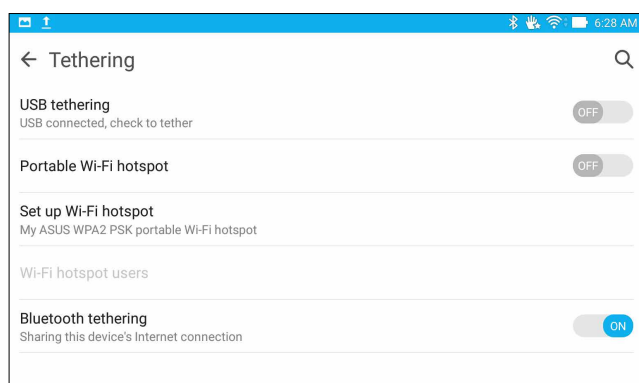 6:28 AM
Tethering
USB tethering
OFF
USB connected, check to tether
Portable Wi-Fi hotspot
OFF
Set up Wi-Fi hotspot
My ASUS WPA2 PSK portable Wi-Fi hotspot
Wi-Fi hotspot users
Bluetooth tethering
ON
Sharing this device's Internet connection